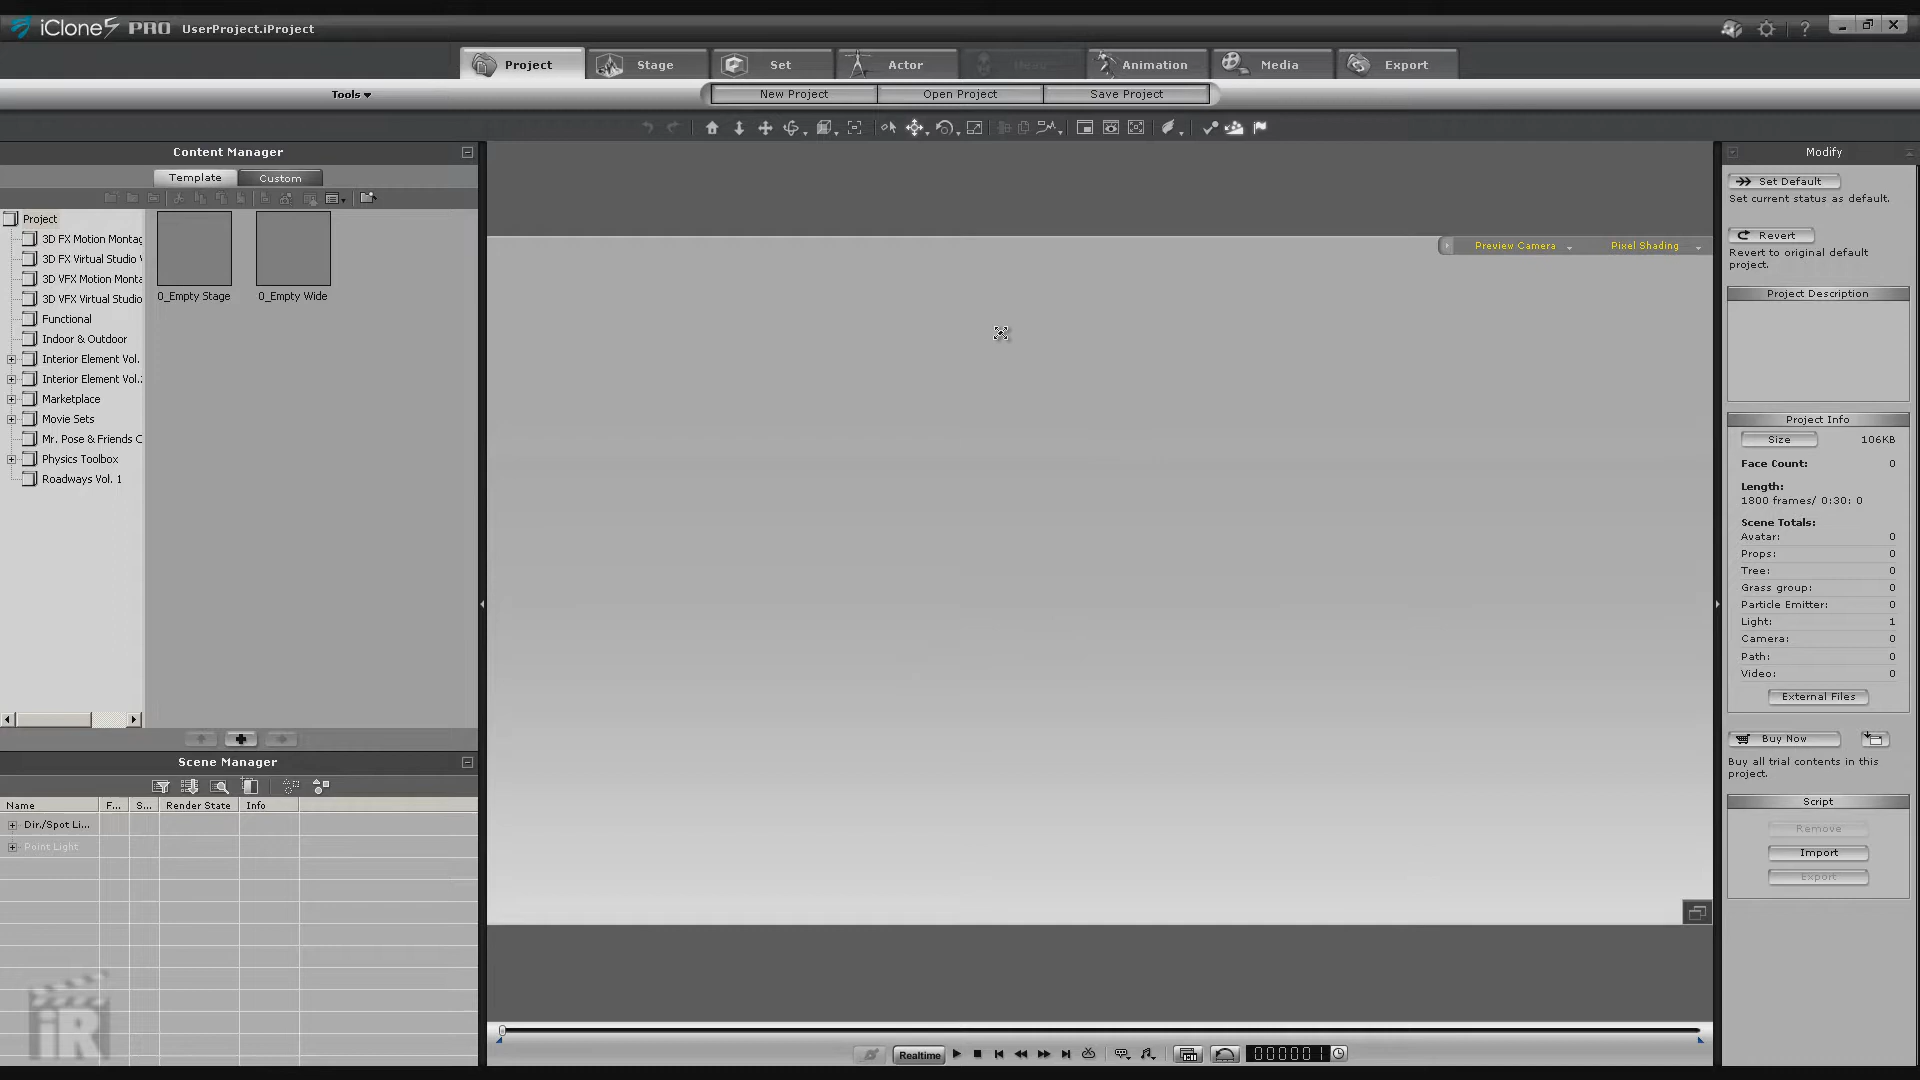 iClone5 PRO UserProject.iProject
Project
Stage
Set
Actor
Head
Animation
Media
Export
Tools
New Project
Open Project
Save Project
Content Manager
Template
Custom
Project
3D FX Motion Montag
3D FX Virtual Studio V
3D VFX Motion Monta
3D VFX Virtual Studio
Functional
Indoor & Outdoor
Interior Element Vol.
Interior Element Vol.:
Marketplace
Movie Sets
Mr. Pose & Friends C
Physics Toolbox
Roadways Vol. 1
0_Empty Stage
0_Empty Wide
Preview Camera
Pixel Shading
Scene Manager
Name
F...
S...
Render State
Info
Dir./Spot Li...
Point Light
iR
Realtime
000001
Modify
Set Default
Set current status as default.
Revert
Revert to original default
project.
Project Description
Project Info
Size 106KB
Face Count: 0
Length:
1800 frames/ 0:30: 0
Scene Totals:
Avatar: 0
Props: 0
Tree: 0
Grass group: 0
Particle Emitter: 0
Light: 1
Camera: 0
Path: 0
Video: 0
External Files
Buy Now
Buy all trial contents in this
project.
Script
Remove
Import
Export